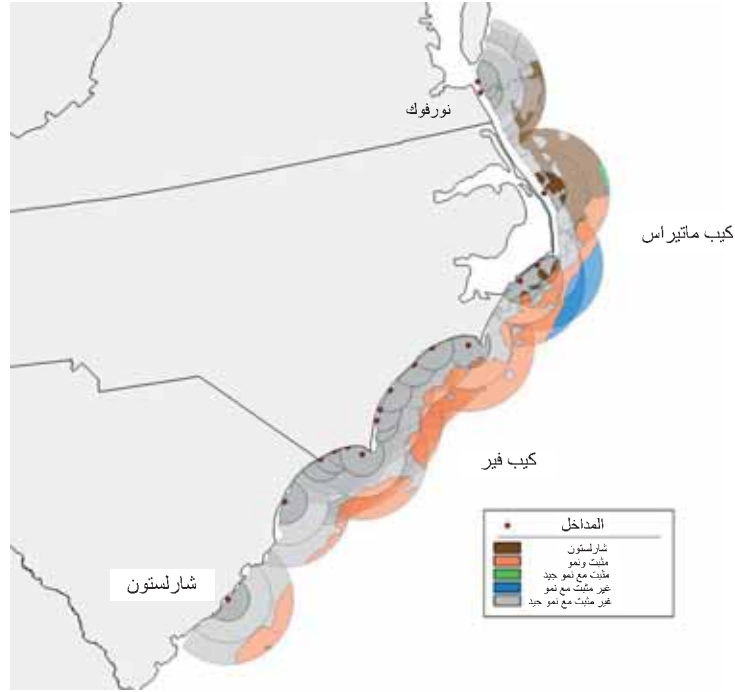 نورفوك
كيب ماتيراس
كيب فير
شارلستون
المداخل
شارلستون
مثبت ونمو
مثبت مع نمو جيد
غير مثبت مع نمو
غير مثبت مع نمو جيد